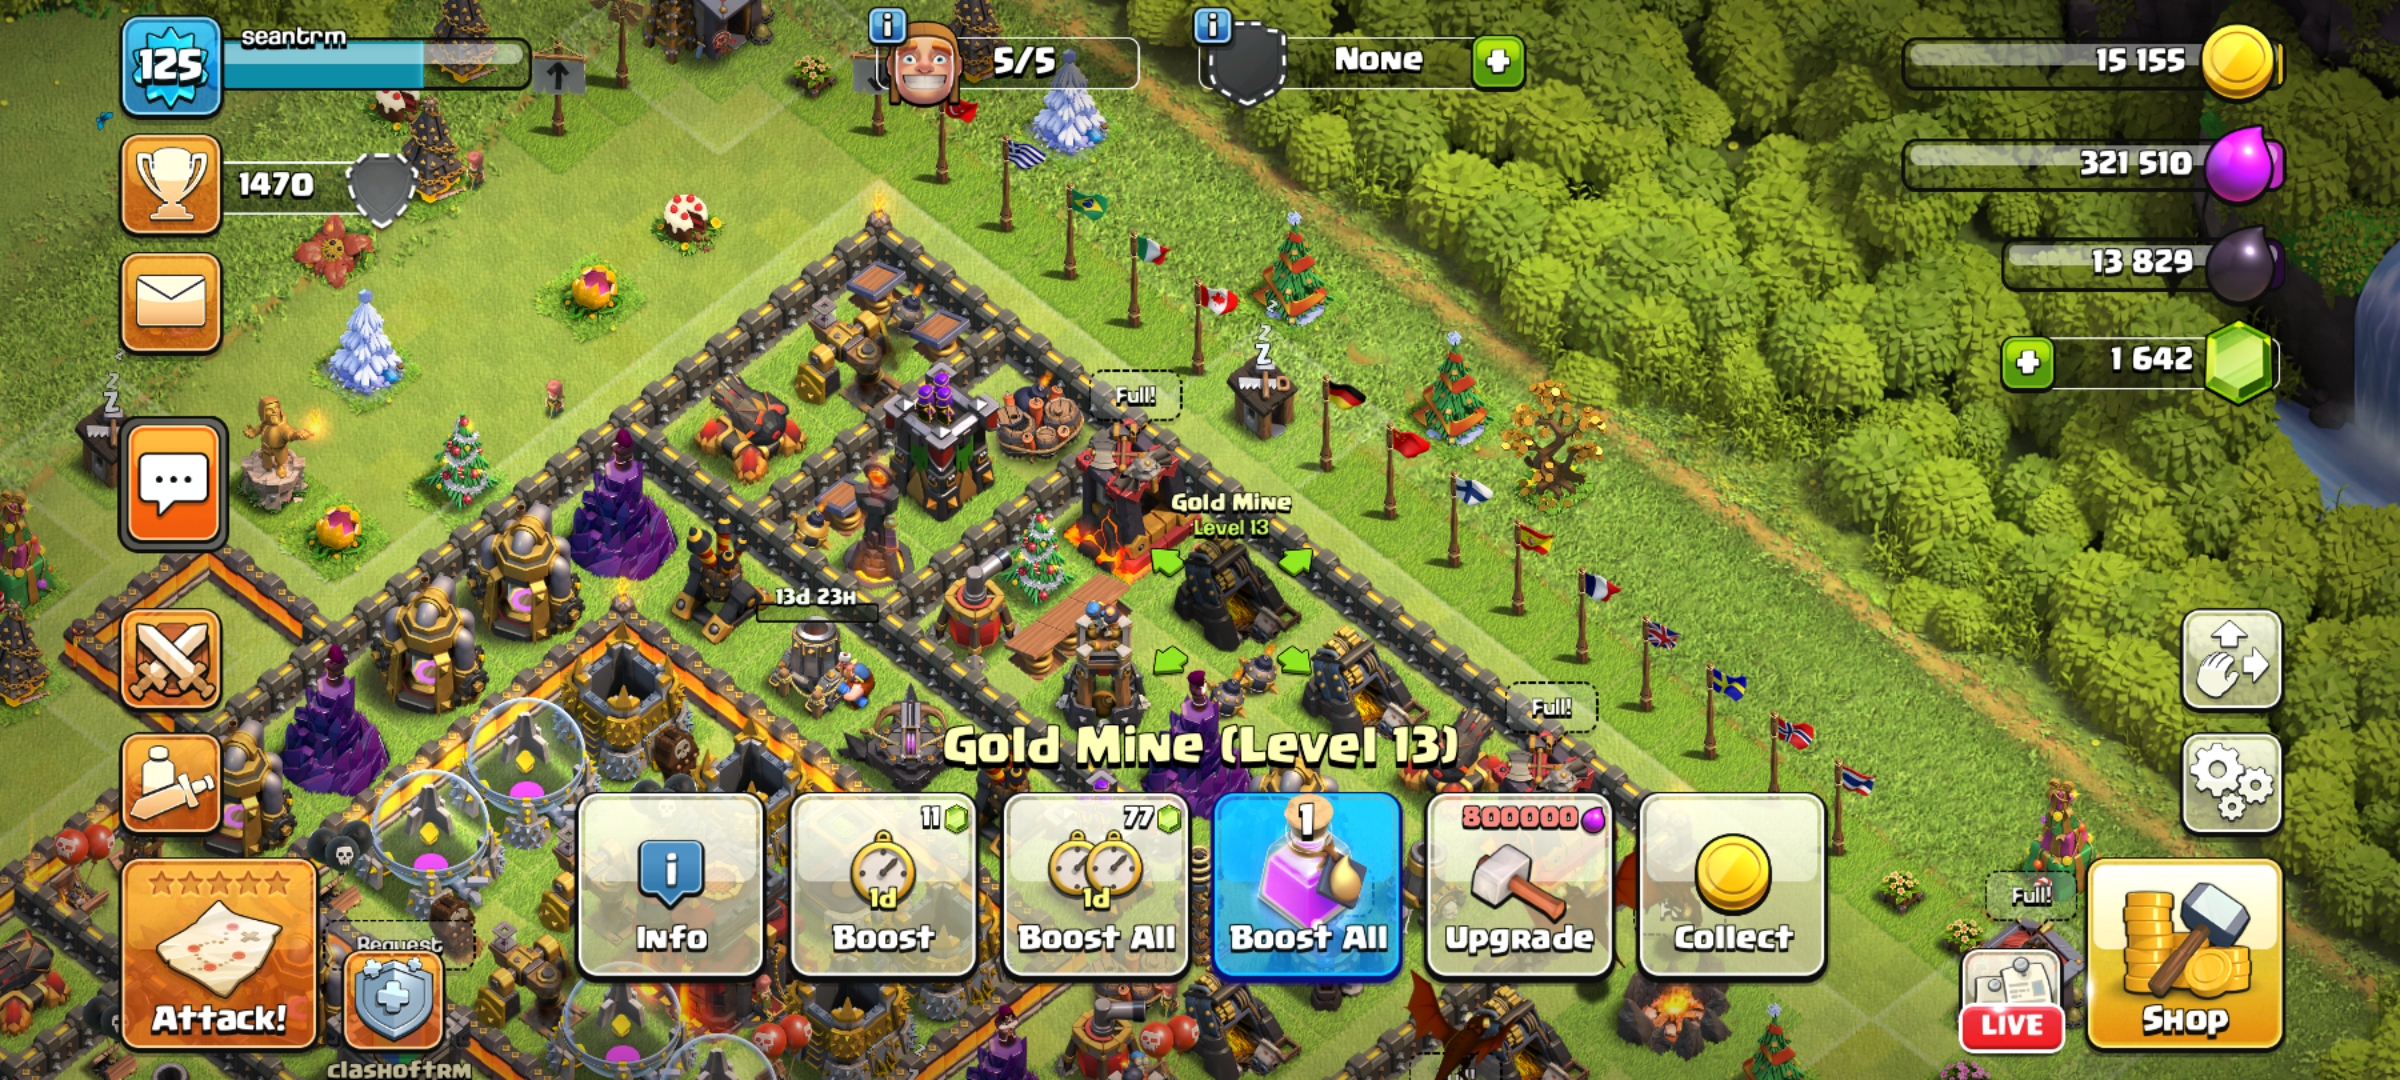 125
seantrm
5/5
None
15 155
1470
321 510
13 829
1 642
z
z
z
z
Full!
Gold Mine
Level 13
13d 23h
Full!
Gold Mine (Level 13)
Info
11
1d
Boost
77
1d
Boost All
1
Boost All
800000
Upgrade
Collect
Full!
Request
Attack!
LIVE
Shop
clashoftRM